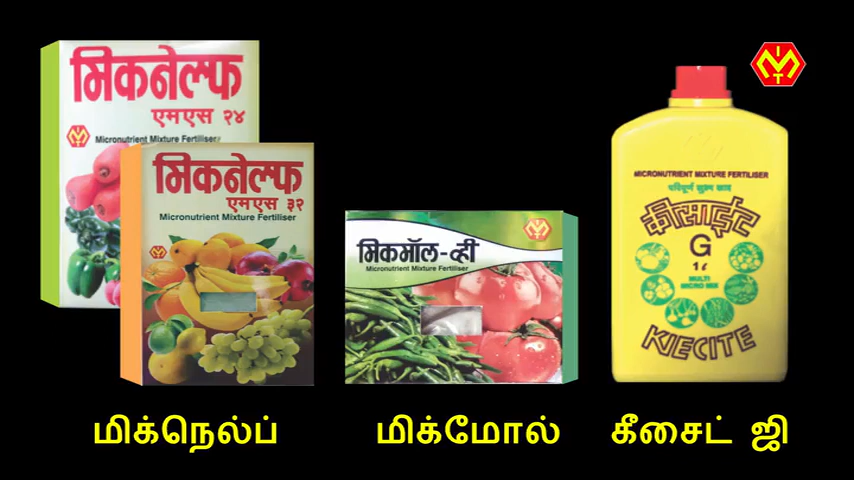 मिकनेल्फ
एमएस २४
Micronutrient Mixture Fertiliser
मिकनेल्फ
एमएस ३२
Micronutrient Mixture Fertiliser
मिकमॉल-व्ही
Micronutrient Mixture Fertiliser
MICRONUTRIENT MIXTURE FERTILISER
परिपूर्ण सुक्ष्म खाद्य
कीसाईट
G
MULTI
MICRO MIX
KIECITE
மிக்நெல்ப் மிக்மோல் கீசைட் ஜி